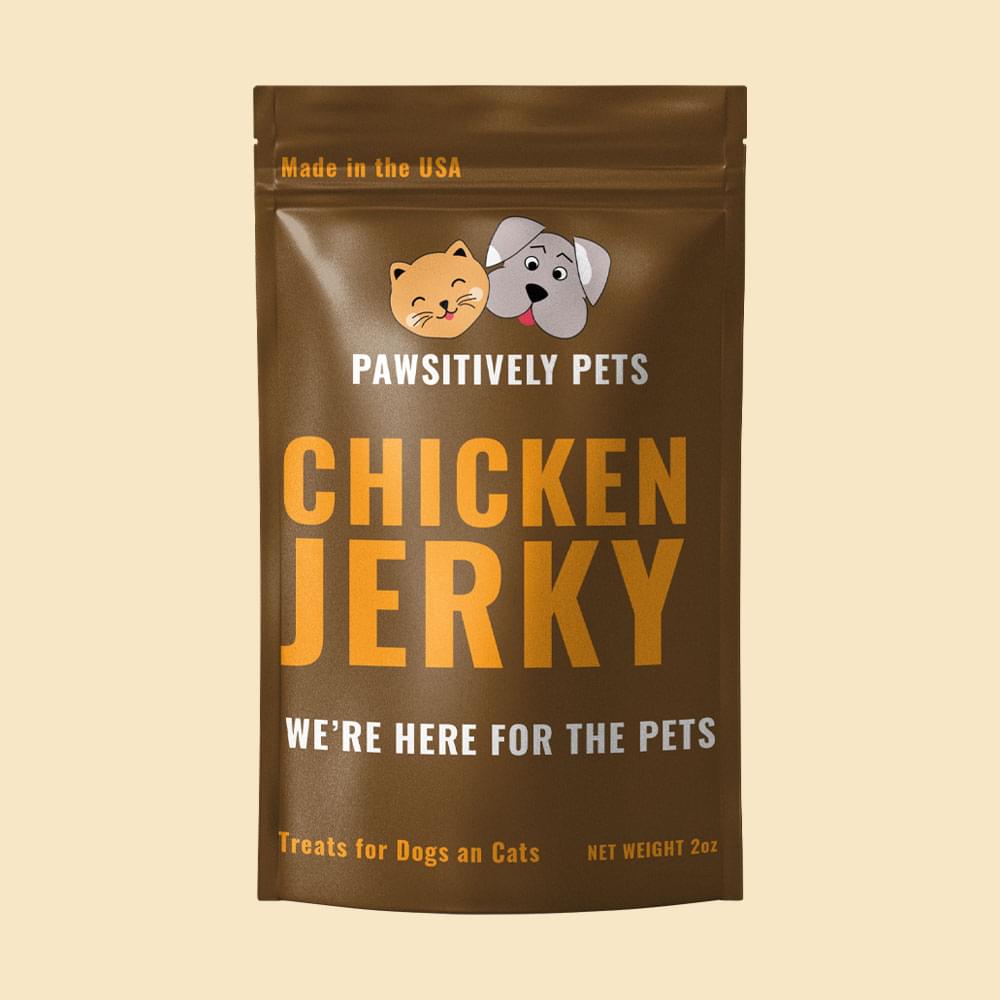 Made in the USA
PAWSITIVELY PETS
CHICKEN
JERKY
WE'RE HERE FOR THE PETS
Treats for Dogs an Cats NET WEIGHT 2oz